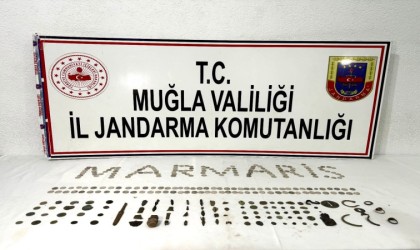 T.C.
MUĞLA VALİLİĞİ
İL JANDARMA KOMUTANLIĞI
MARMARİS